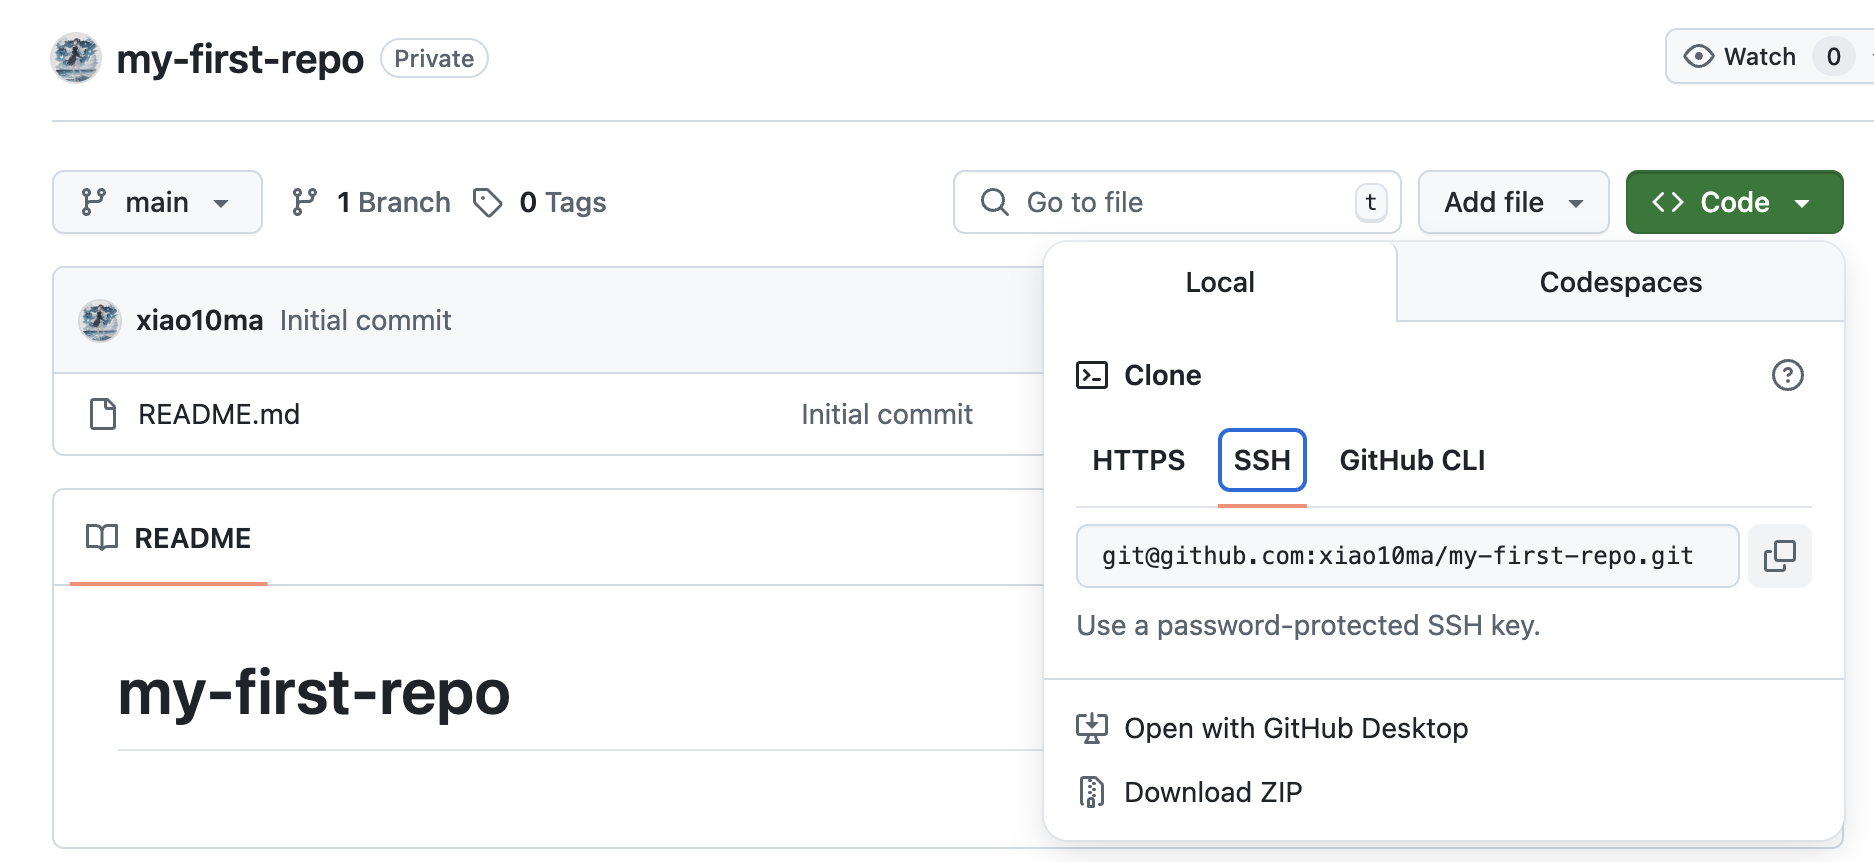 my-first-repo Private
Watch 0
main 1 Branch 0 Tags
Go to file t
Add file
Code
xiao10ma Initial commit
README.md Initial commit
README
my-first-repo
Local Codespaces
Clone
HTTPS SSH GitHub CLI
git@github.com:xiao10ma/my-first-repo.git
Use a password-protected SSH key.
Open with GitHub Desktop
Download ZIP